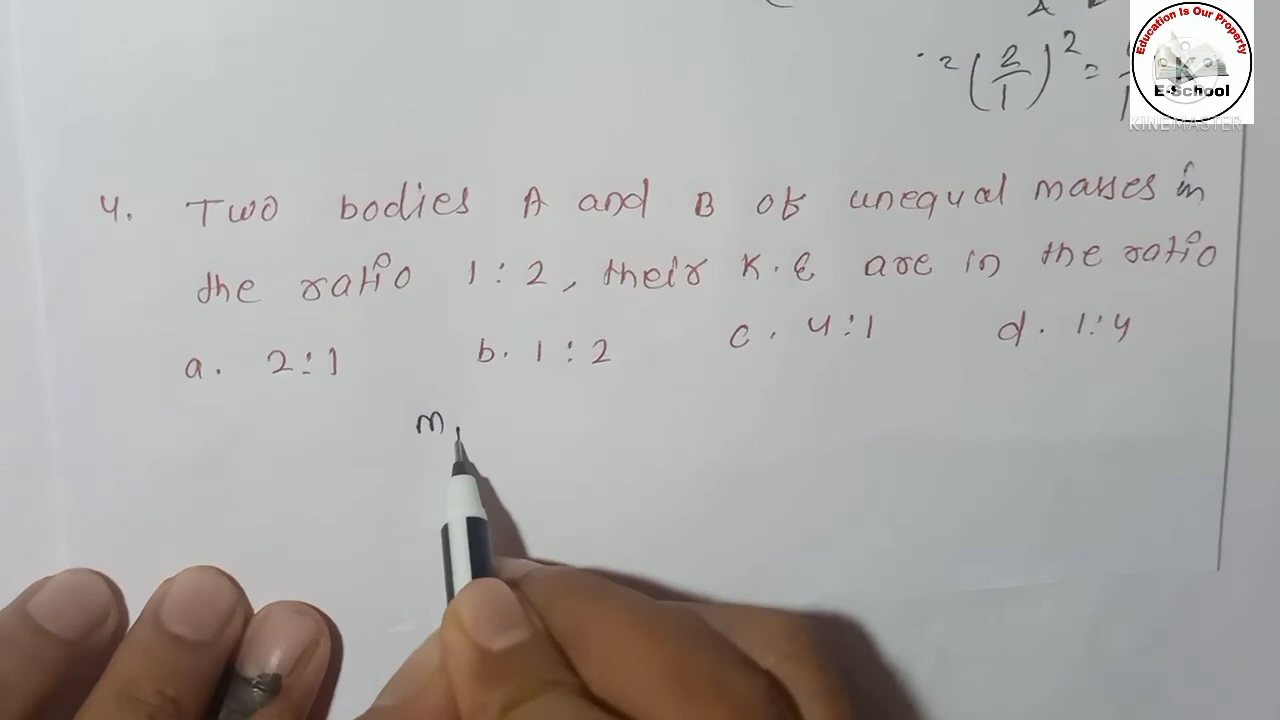 (2/1)² =
Education Is Our Property
K
E-School
KINEMASTER
4. Two bodies A and B of unequal masses in
the ratio 1 : 2, their K.E are in the ratio
a. 2:1 b. 1 : 2 c. 4:1 d. 1:4
m